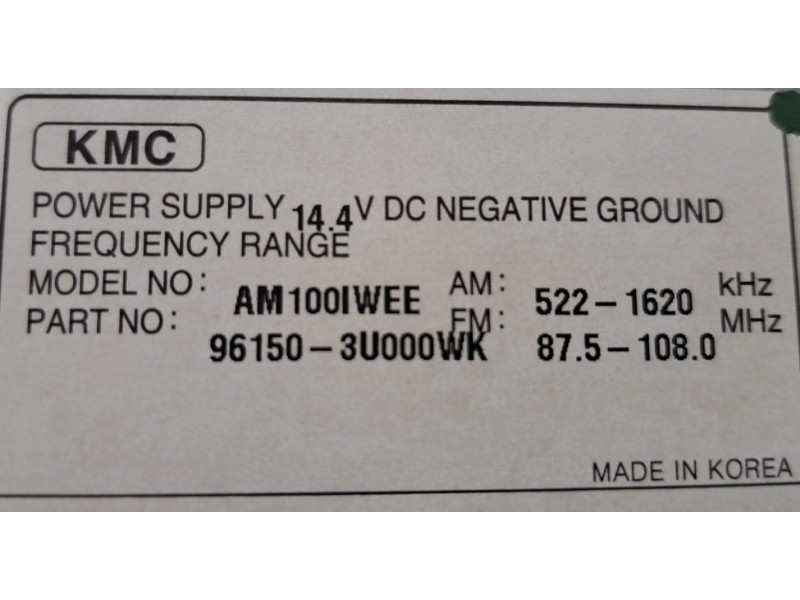 KMC
POWER SUPPLY 14.4V DC NEGATIVE GROUND
FREQUENCY RANGE
MODEL NO: AM100IWEE AM: 522-1620 kHz
PART NO: 96150-3U000WK FM: 87.5-108.0 MHz
MADE IN KOREA